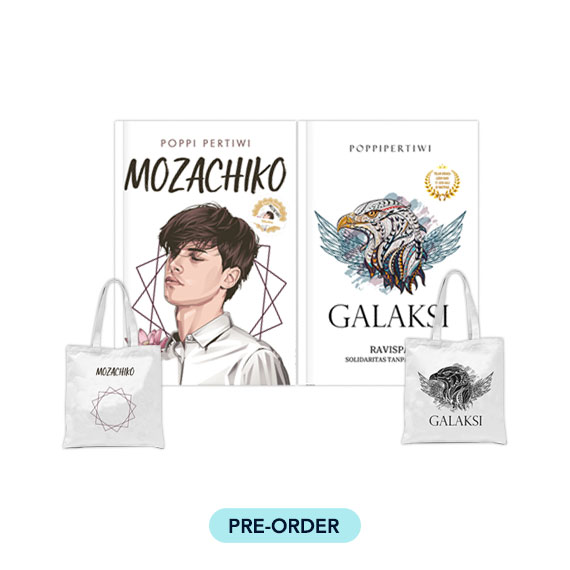 POPPI PERTIWI
MOZACHIKO
POPPIPERTIWI
GALAKSI
RAVISPA
SOLIDARITAS TANPA
MOZACHIKO
GALAKSI
PRE-ORDER